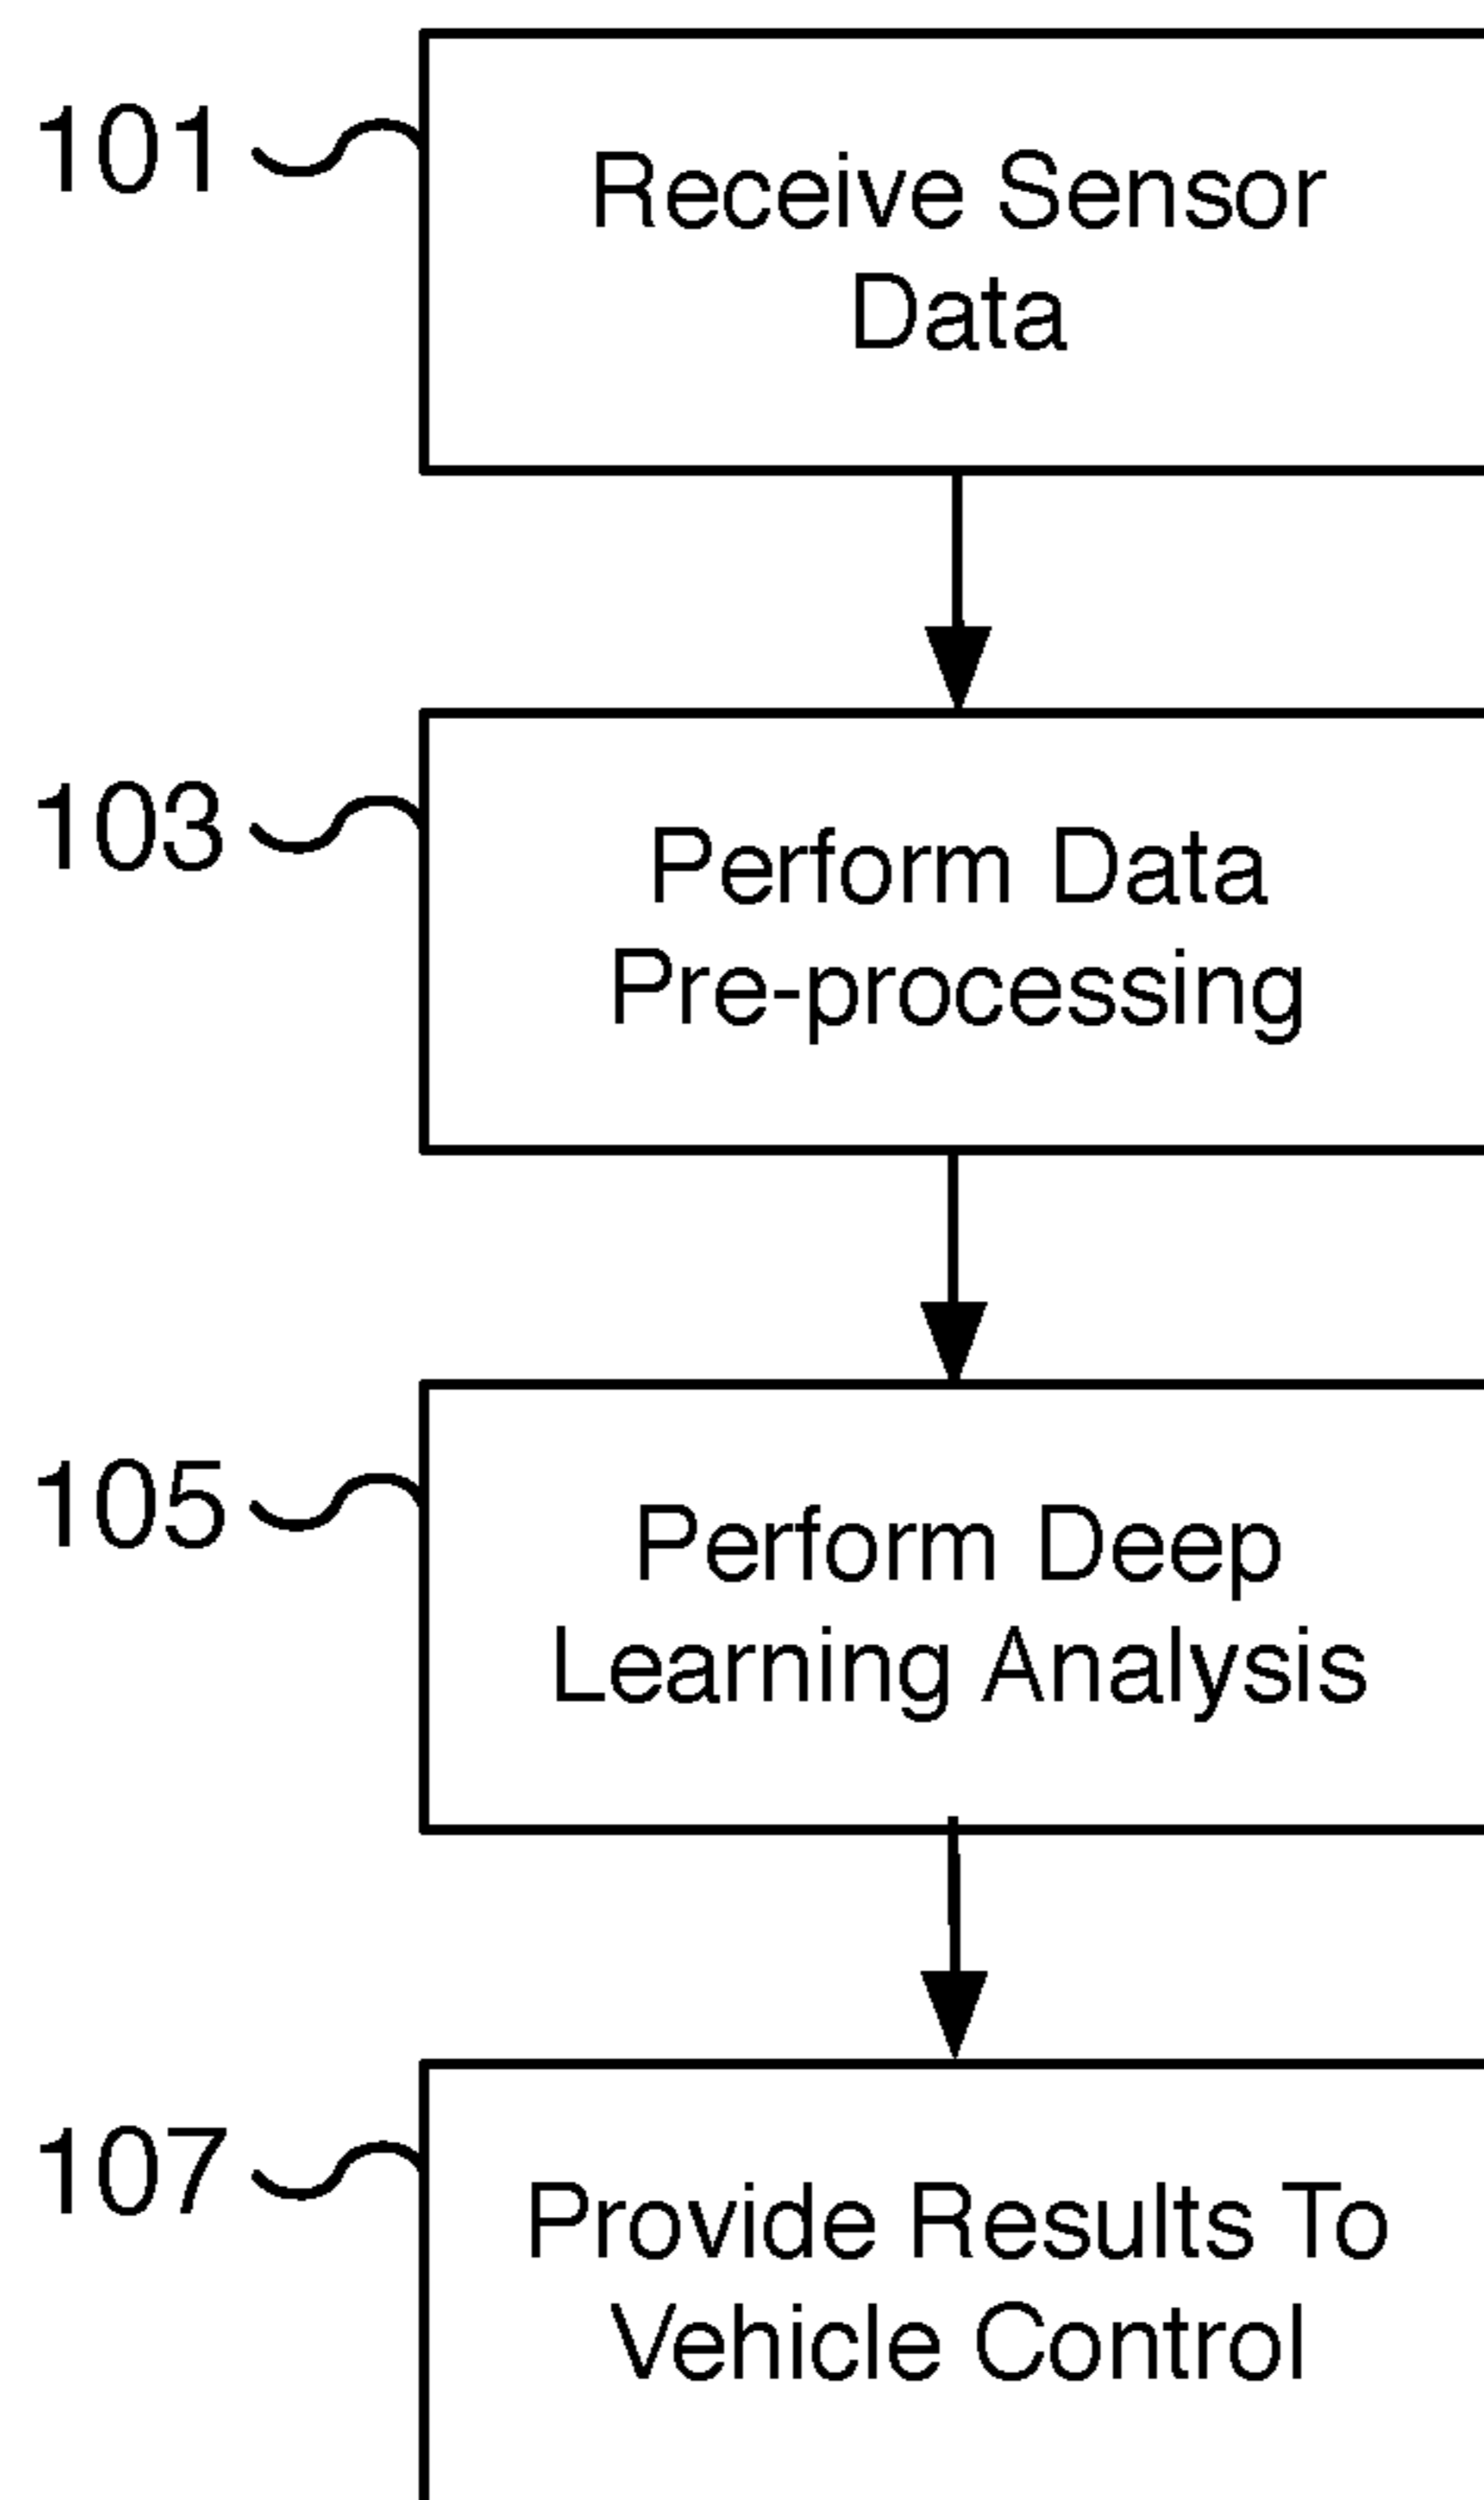 101
Receive Sensor
Data
103
Perform Data
Pre-processing
105
Perform Deep
Learning Analysis
107
Provide Results To
Vehicle Control